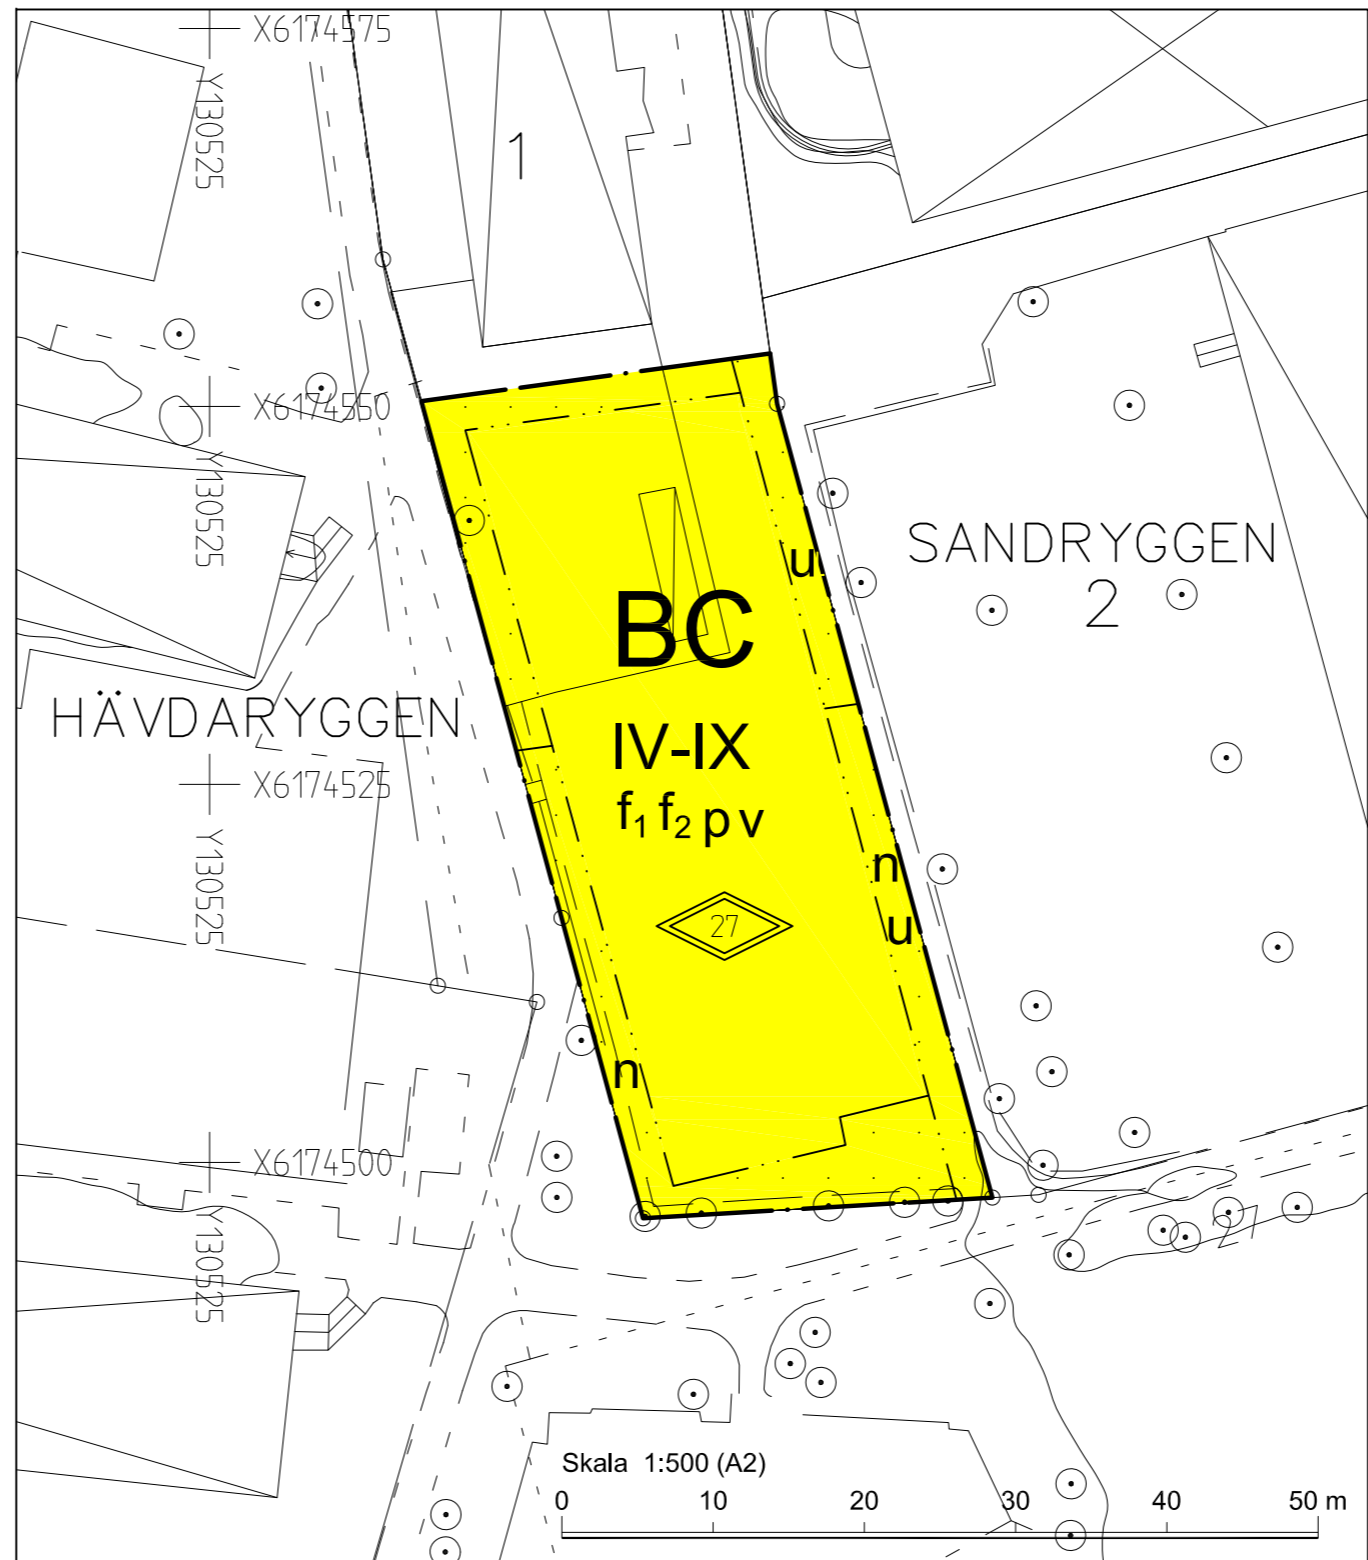 X6174575
Y130525
1
X6174550
Y130525
SANDRYGGEN
2
u
BC
HÄVDARYGGEN
IV-IX
X6174525
f₁ f₂ p v
Y130525
n
27
u
n
X6174500
Y130525
27
Skala 1:500 (A2)
0 10 20 30 40 50 m